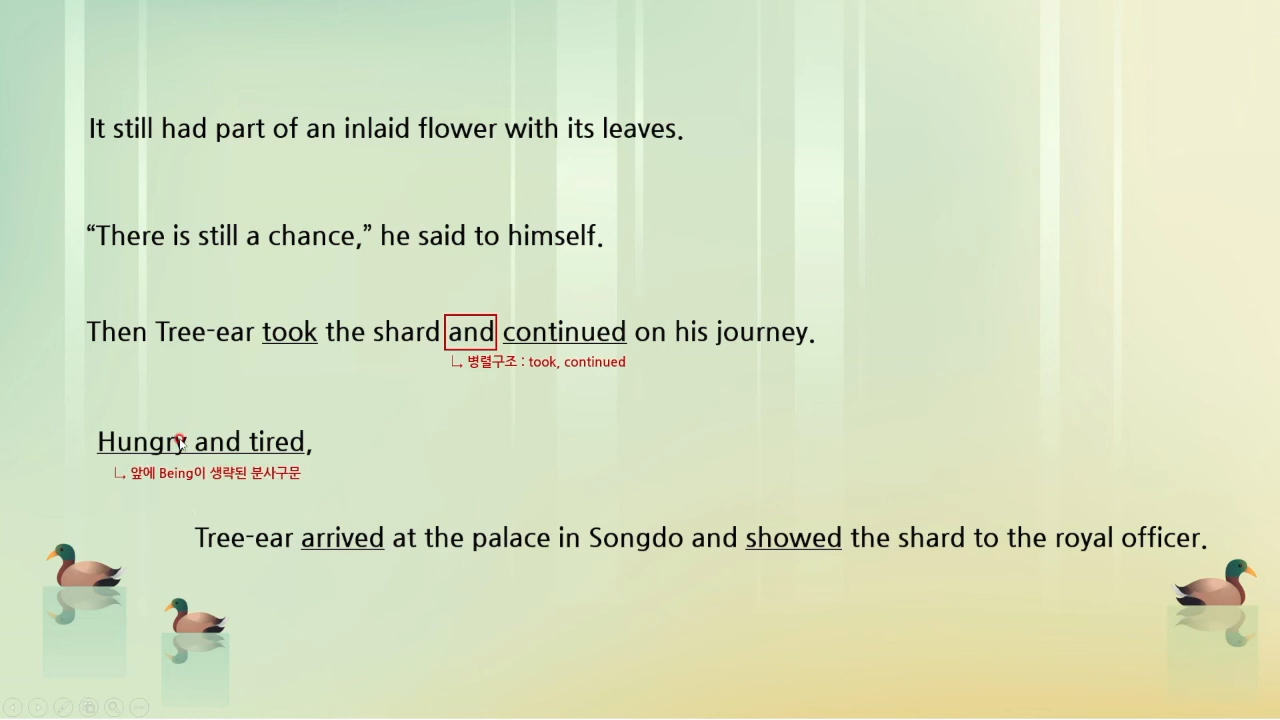 It still had part of an inlaid flower with its leaves.
“There is still a chance,” he said to himself.
Then Tree-ear took the shard and continued on his journey.
병렬구조 : took, continued
Hungry and tired,
앞에 Being이 생략된 분사구문
Tree-ear arrived at the palace in Songdo and showed the shard to the royal officer.